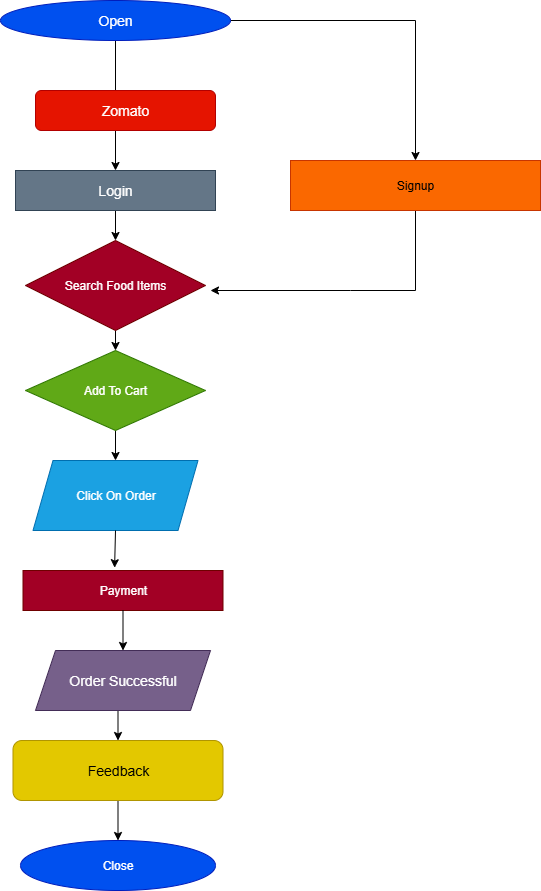 Open
Zomato
Login
Signup
Search Food Items
Add To Cart
Click On Order
Payment
Order Successful
Feedback
Close